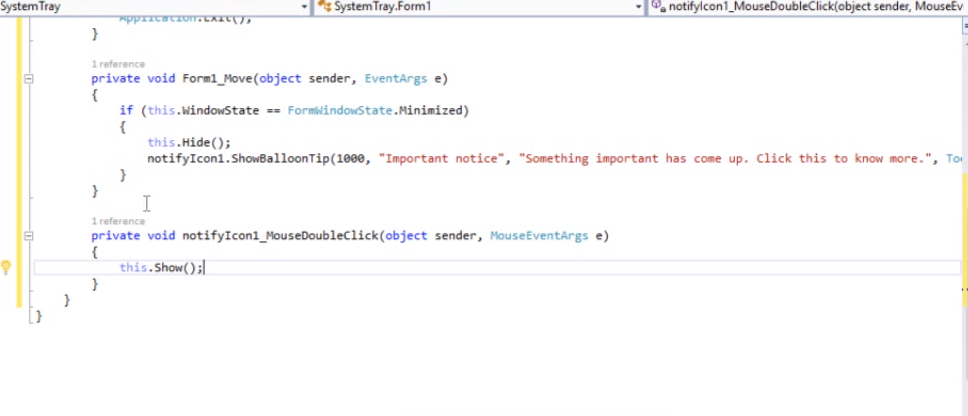 SystemTray
SystemTray.Form1
notifyIcon1_MouseDoubleClick(object sender, MouseEv
Application.Exit();
}
1 reference
private void Form1_Move(object sender, EventArgs e)
{
if (this.WindowState == FormWindowState.Minimized)
{
this.Hide();
notifyIcon1.ShowBalloonTip(1000, "Important notice", "Something important has come up. Click this to know more.", Too
}
}
1 reference
private void notifyIcon1_MouseDoubleClick(object sender, MouseEventArgs e)
{
this.Show();
}
}
}